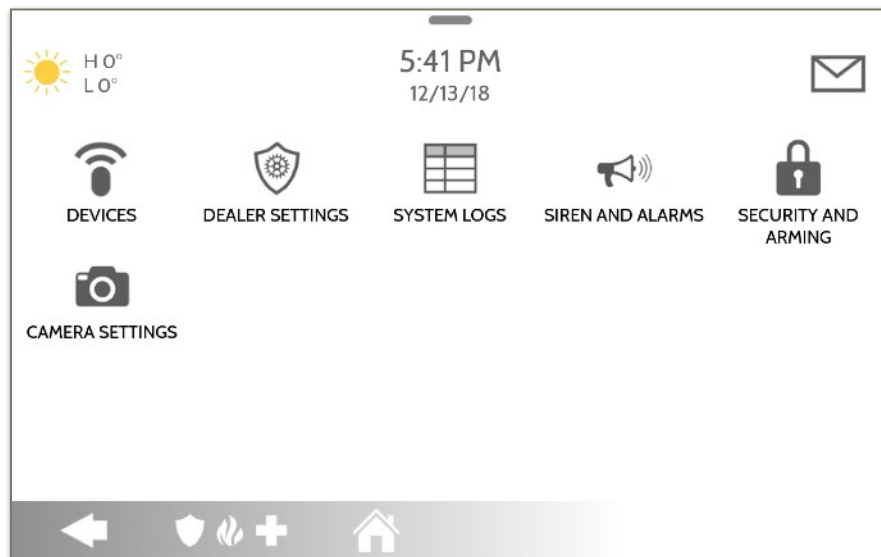 H 0°
L 0°
5:41 PM
12/13/18
DEVICES
DEALER SETTINGS
SYSTEM LOGS
SIREN AND ALARMS
SECURITY AND
ARMING
CAMERA SETTINGS